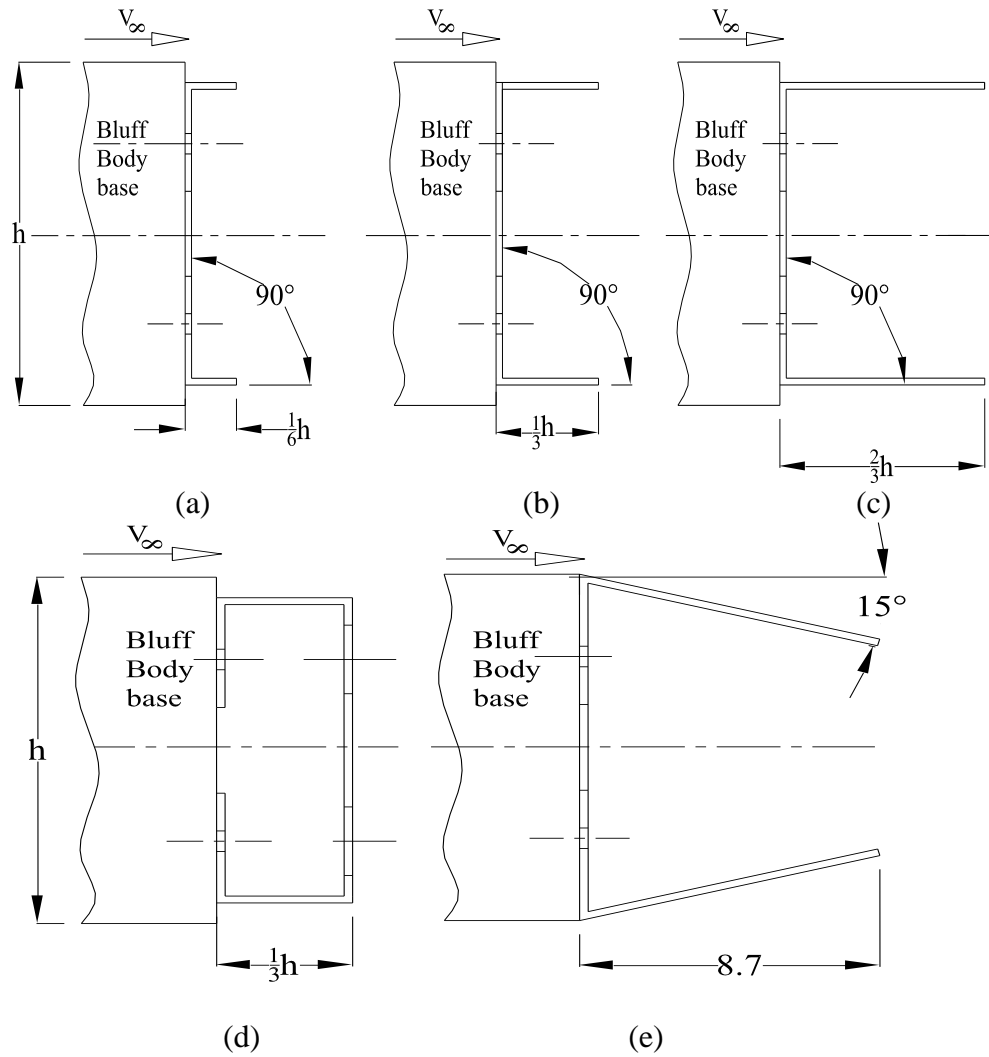 V∞
V∞
V∞
Bluff
Body
base
Bluff
Body
base
Bluff
Body
base
h
90°
90°
90°
1/6h
1/3h
2/3h
(a)
(b)
(c)
V∞
V∞
15°
Bluff
Body
base
Bluff
Body
base
h
1/3h
8.7
(d)
(e)